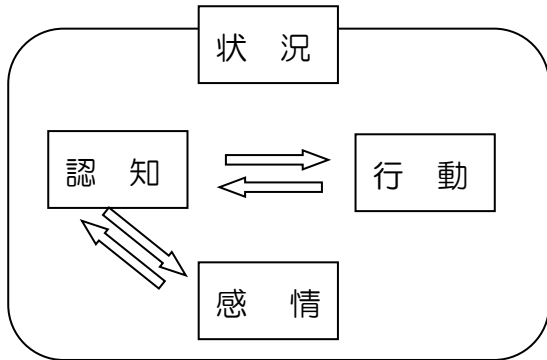 状　況
認　知
行　動
感　情